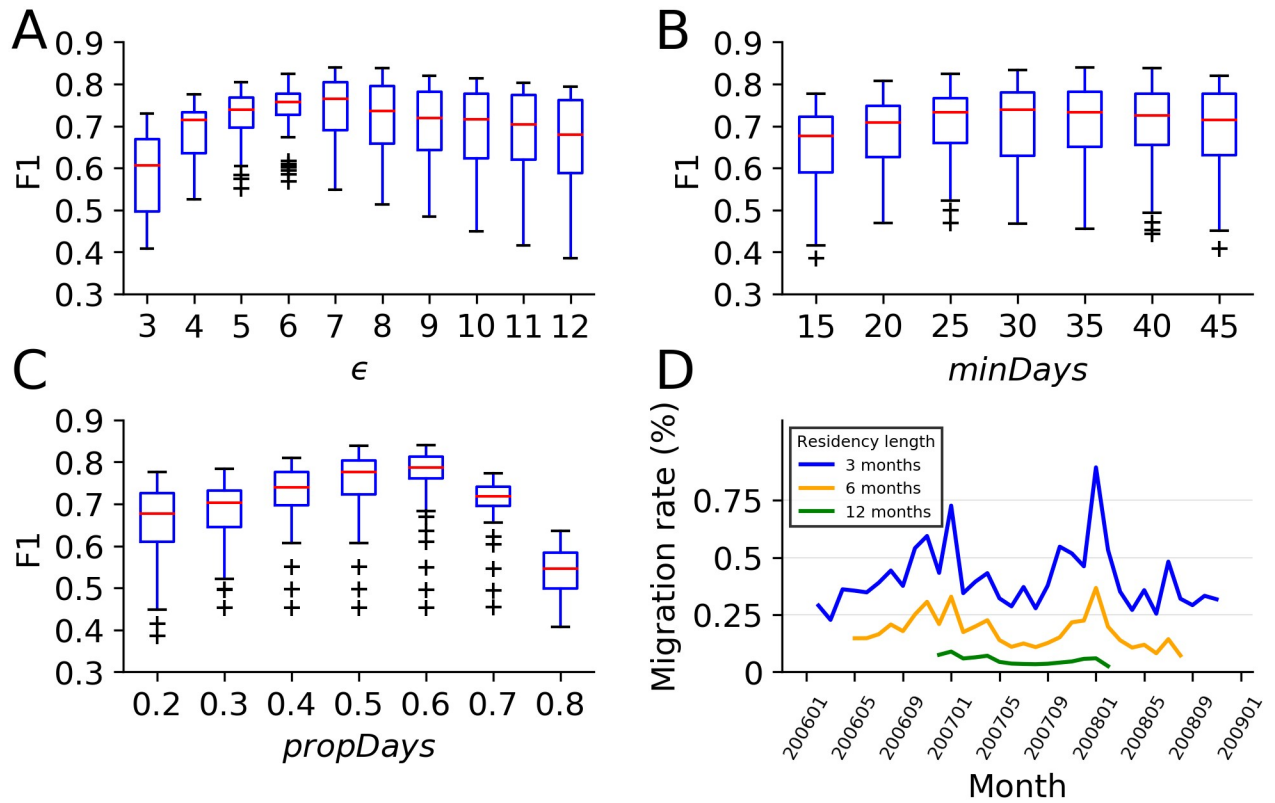 A
0.9
0.8
0.7
0.6
0.5
0.4
0.3
F1
3 4 5 6 7 8 9 10 11 12
ϵ
B
0.9
0.8
0.7
0.6
0.5
0.4
0.3
F1
15 20 25 30 35 40 45
minDays
C
0.9
0.8
0.7
0.6
0.5
0.4
0.3
F1
0.2 0.3 0.4 0.5 0.6 0.7 0.8
propDays
D
Migration rate (%)
0.75
0.5
0.25
0
Residency length
3 months
6 months
12 months
200601 200605 200609 200701 200705 200709 200801 200805 200809 200901
Month